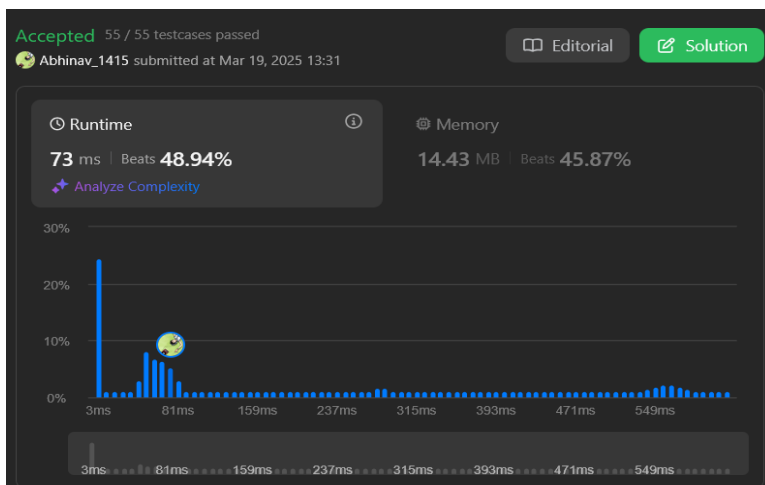 Accepted 55 / 55 testcases passed
Abhinav_1415 submitted at Mar 19, 2025 13:31
Editorial
Solution
Runtime
73 ms | Beats 48.94%
Analyze Complexity
Memory
14.43 MB | Beats 45.87%
30%
20%
10%
0%
3ms 81ms 159ms 237ms 315ms 393ms 471ms 549ms
3ms 81ms 159ms 237ms 315ms 393ms 471ms 549ms